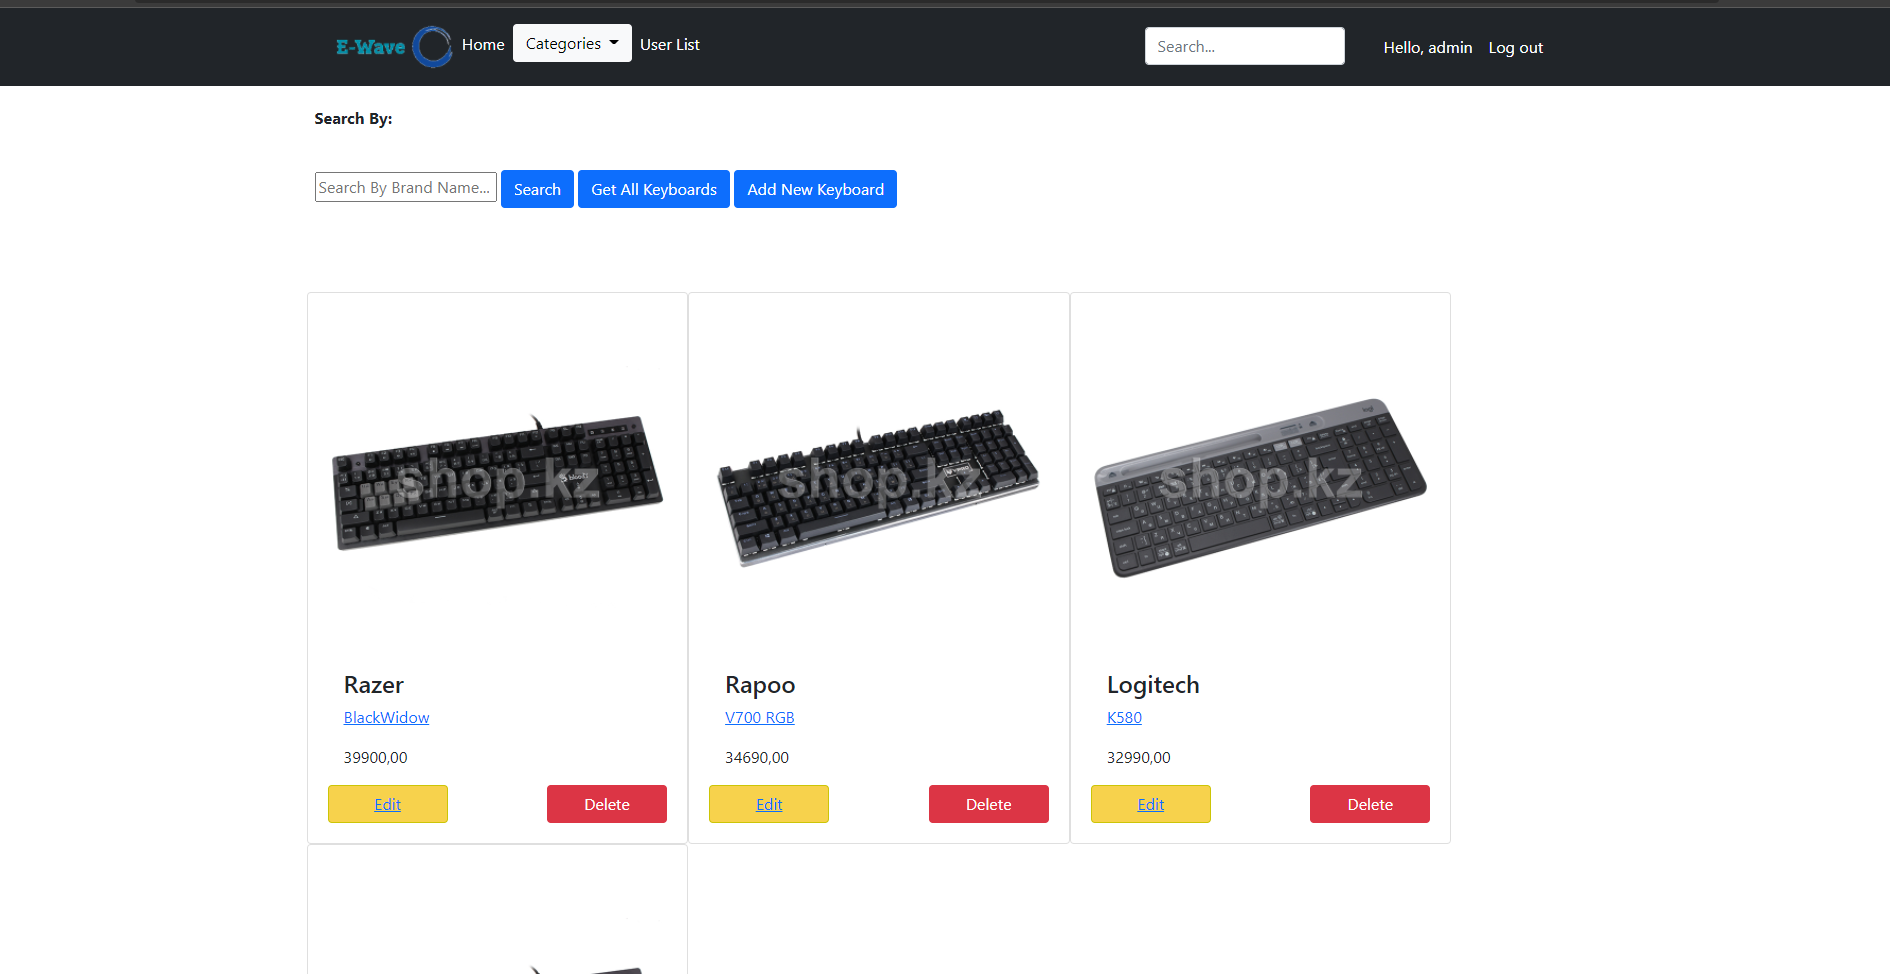 E-Wave Home Categories User List Search... Hello, admin Log out
Search By:
Search By Brand Name... Search Get All Keyboards Add New Keyboard
shop.kz shop.kz shop.kz
Razer
BlackWidow
39900,00
Edit Delete
Rapoo
V700 RGB
34690,00
Edit Delete
Logitech
K580
32990,00
Edit Delete